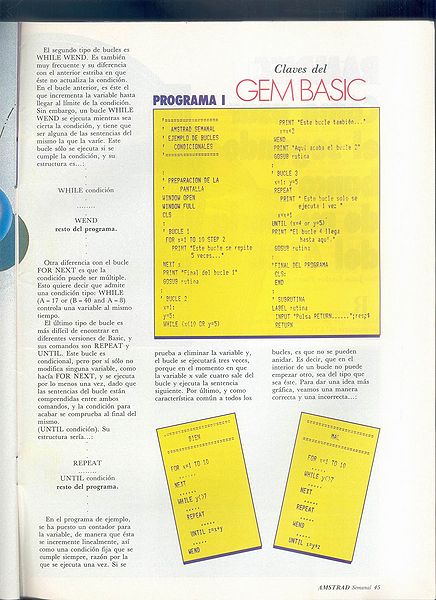 El segundo tipo de bucles es
WHILE WEND. Es también
muy frecuente y su diferencia
con el anterior estriba en que
éste no actualiza la condición.
En el bucle anterior, es éste el
que incrementa la variable hasta
llegar al límite de la condición.
Sin embargo, un bucle WHILE
WEND se ejecuta mientras sea
cierta la condición, y tiene que
ser alguna de las sentencias del
mismo la que la varíe. Este
bucle sólo se ejecuta si se
cumple la condición, y su
estructura es...:
WHILE condición
........
WEND
resto del programa.
Otra diferencia con el bucle
FOR NEXT es que la
condición puede ser múltiple.
Esto quiere decir que admite
una condición tipo: WHILE
(A = 17 or (B = 40 and A = 8)
controla una variable al mismo
tiempo.
El último tipo de bucle es
más difícil de encontrar en
diferentes versiones de Basic, y
sus comandos son REPEAT y
UNTIL. Este bucle es
condicional, pero por sí sólo no
modifica ninguna variable, como
hacía FOR NEXT, y se ejecuta
por lo menos una vez, dado que
las sentencias del bucle están
comprendidas entre ambos
comandos, y la condición para
acabar se comprueba al final del
mismo.
(UNTIL condición). Su
estructura sería...:
REPEAT
........
UNTIL condición
resto del programa.
En el programa de ejemplo,
se ha puesto un contador para
la variable, de manera que ésta
se incremente linealmente, así
como una condición fija que se
cumple siempre, razón por la
que se ejecuta una vez. Si se
Claves del
GEM BASIC
PROGRAMA I
' AMSTRAD SEMANAL
' EJEMPLO DE BUCLES
' CONDICIONALES
' PREPARACION DE LA
' PANTALLA
WINDOW OPEN
WINDOW FULL
CLS
' BUCLE 1
FOR x=1 TO 10 STEP 2
PRINT "Este bucle se repite
5 veces..."
NEXT x
PRINT "Final del bucle 1"
GOSUB rutina
' BUCLE 2
x=1:
y=5:
WHILE (x<10 OR y=5)
PRINT "Este bucle también..."
x=x+1
WEND
PRINT "Aqui acaba el bucle 2"
GOSUB rutina
' BUCLE 3
x=1: y=5
REPEAT
PRINT " Este bucle solo se
ejecuta 1 vez "
x=x+1
UNTIL (x=4 or y=5)
PRINT "El bucle 4 llega
hasta aqui."
GOSUB rutina
'FINAL DEL PROGRAMA
CLS:
END
' SUBRUTINA
LABEL rutina
INPUT "Pulsa RETURN......";resp$
RETURN
prueba a eliminar la variable y,
el bucle se ejecutará tres veces,
porque en el momento en que
la variable x vale cuatro sale del
bucle y ejecuta la sentencia
siguiente. Por último, y como
característica común a todos los
bucles, es que no se pueden
anidar. Es decir, que en el
interior de un bucle no puede
empezar otro, sea del tipo que
sea éste. Para dar una idea más
gráfica, veamos una manera
correcta y una incorrecta...:
BIEN
FOR x=1 TO 10
......
NEXT
......
WHILE y<>?
REPEAT
......
UNTIL
WEND
MAL
FOR x=1 TO 10
......
WHILE y<>?
NEXT
......
REPEAT
......
WEND
......
UNTIL
AMSTRAD Semanal 45